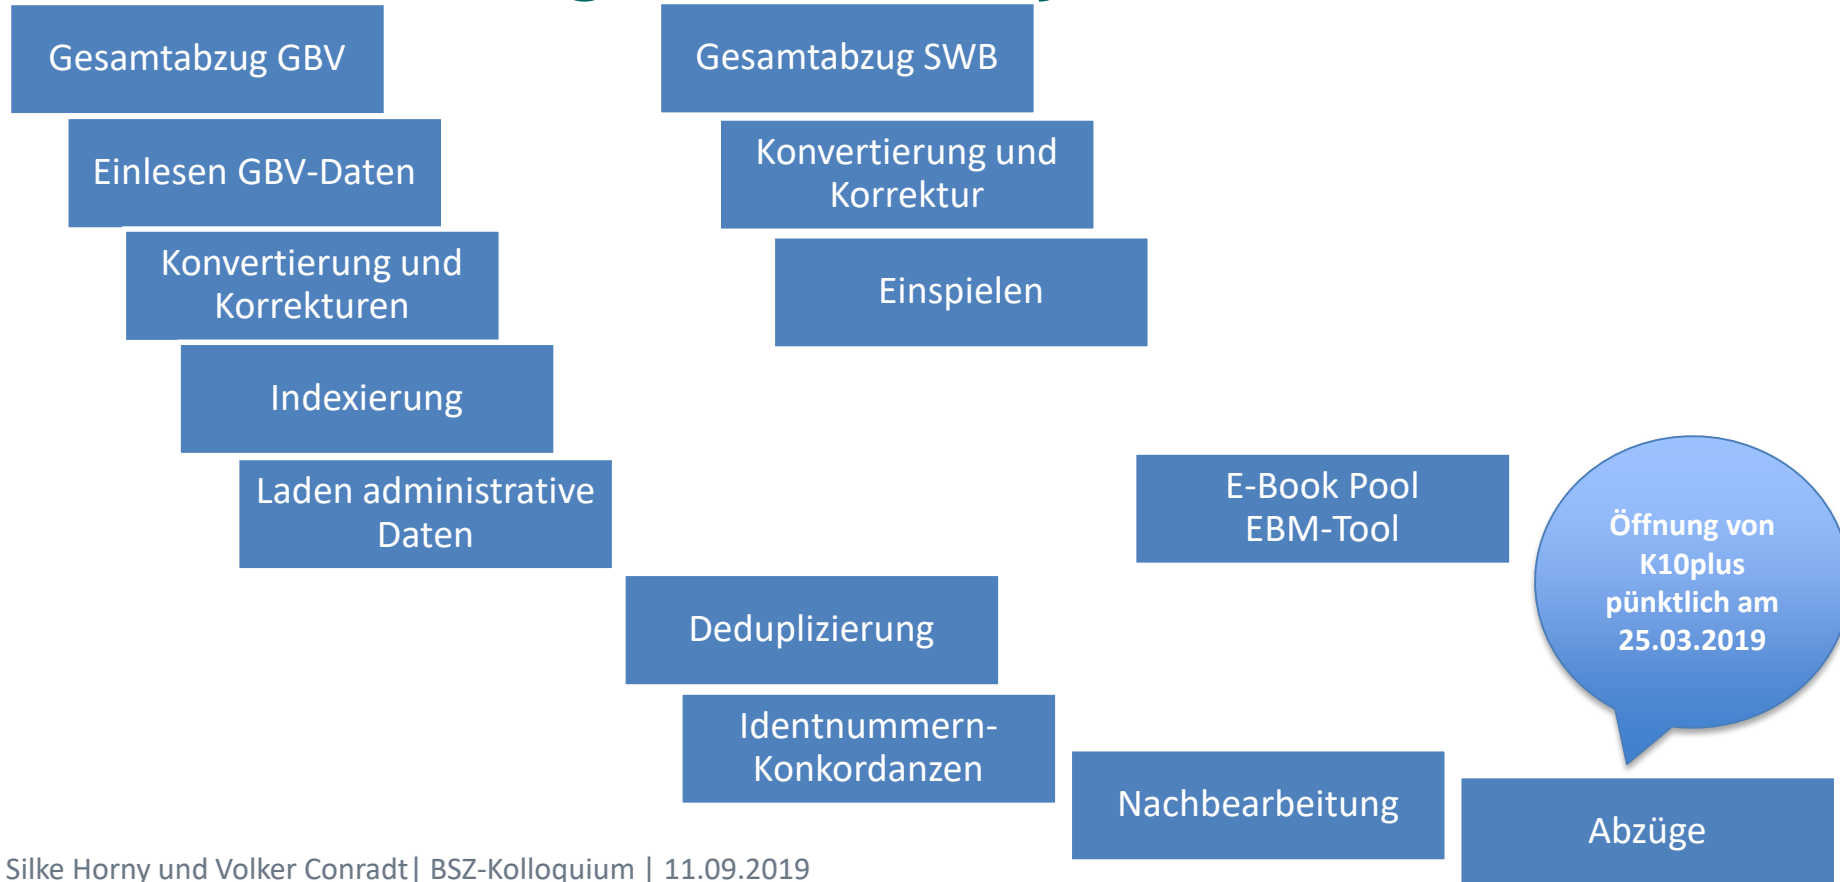 Gesamtabzug GBV
Einlesen GBV-Daten
Konvertierung und
Korrekturen
Indexierung
Laden administrative
Daten
Gesamtabzug SWB
Konvertierung und
Korrektur
Einspielen
Deduplizierung
Identnummern-
Konkordanzen
E-Book Pool
EBM-Tool
Nachbearbeitung
Öffnung von
K10plus
pünktlich am
25.03.2019
Abzüge
Silke Horny und Volker Conradt| BSZ-Kolloquium | 11.09.2019